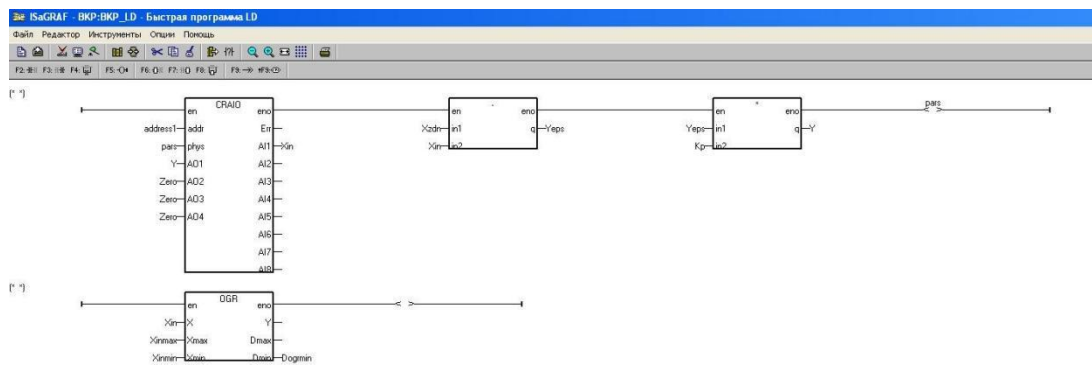 ISaGRAF - BKP:BKP_LD - Быстрая программа LD
Файл Редактор Инструменты Опции Помощь
(* *)
CRAIO
en eno en eno * en eno pars
address1 addr Err Xzdn in1 q Yeps Yeps in1 q Y
pars phys AI1 Xin Xin in2 Kp in2
Y AO1 AI2
Zero AO2 AI3
Zero AO3 AI4
Zero AO4 AI5
AI6
AI7
AI8
(* *)
OGR
en eno
Xin X Y
Xinmax Xmax Dmax
Xinmin Xmin Dmin Dogrmin